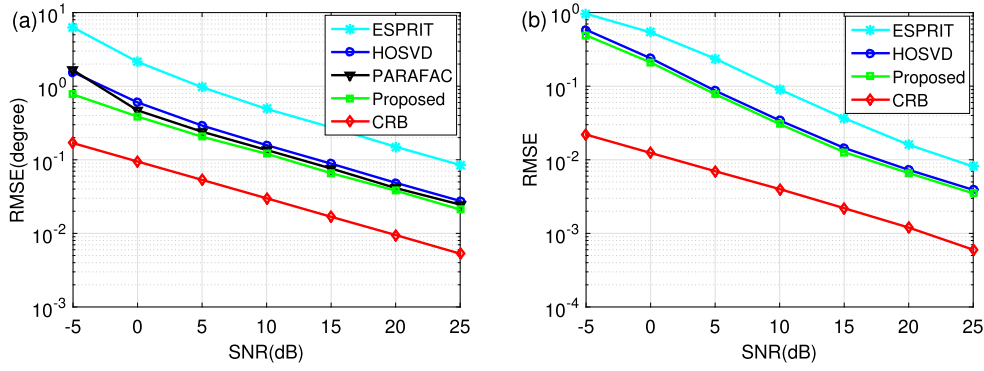 (a)
RMSE(degree)
10^1
10^0
10^-1
10^-2
10^-3
-5 0 5 10 15 20 25
SNR(dB)
ESPRIT
HOSVD
PARAFAC
Proposed
CRB
(b)
RMSE
10^0
10^-1
10^-2
10^-3
10^-4
-5 0 5 10 15 20 25
SNR(dB)
ESPRIT
HOSVD
Proposed
CRB